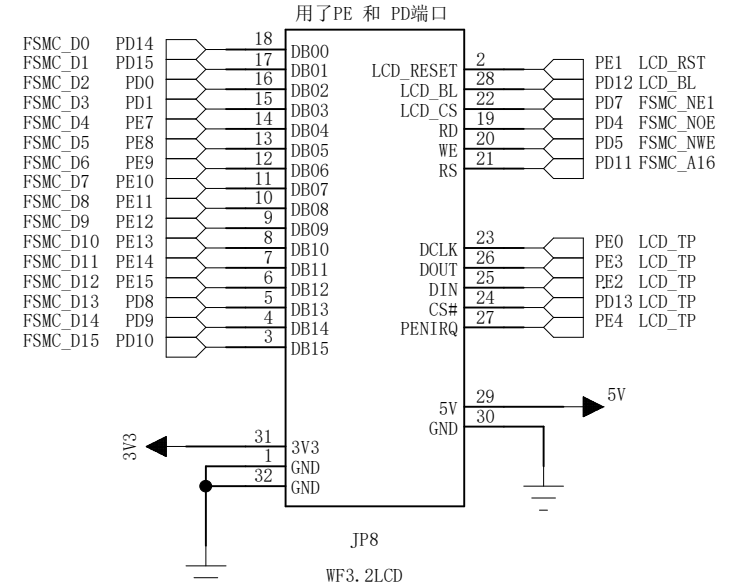 用了PE 和 PD端口
FSMC_D0 PD14 18 DB00
FSMC_D1 PD15 17 DB01
FSMC_D2 PD0 16 DB02
FSMC_D3 PD1 15 DB03
FSMC_D4 PE7 14 DB04
FSMC_D5 PE8 13 DB05
FSMC_D6 PE9 12 DB06
FSMC_D7 PE10 11 DB07
FSMC_D8 PE11 10 DB08
FSMC_D9 PE12 9 DB09
FSMC_D10 PE13 8 DB10
FSMC_D11 PE14 7 DB11
FSMC_D12 PE15 6 DB12
FSMC_D13 PD8 5 DB13
FSMC_D14 PD9 4 DB14
FSMC_D15 PD10 3 DB15
3V3 31 3V3
1 GND
32 GND
LCD_RESET 2 PE1 LCD_RST
LCD_BL 28 PD12 LCD_BL
LCD_CS 22 PD7 FSMC_NE1
RD 19 PD4 FSMC_NOE
WE 20 PD5 FSMC_NWE
RS 21 PD11 FSMC_A16
DCLK 23 PE0 LCD_TP
DOUT 26 PE3 LCD_TP
DIN 25 PE2 LCD_TP
CS# 24 PD13 LCD_TP
PENIRQ 27 PE4 LCD_TP
5V 29 5V
GND 30
JP8
WF3.2LCD